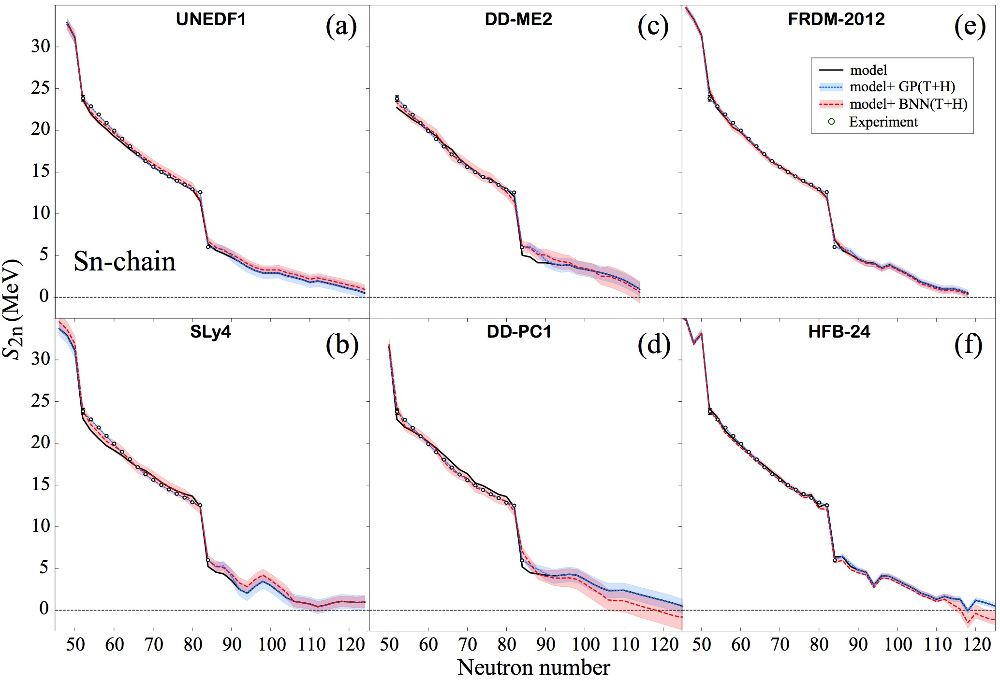 UNEDF1
(a)
DD-ME2
(c)
FRDM-2012
(e)
model
model+ GP(T+H)
model+ BNN(T+H)
Experiment
30
25
20
15
10
5
0
Sn-chain
SLy4
(b)
DD-PC1
(d)
HFB-24
(f)
30
25
20
15
10
5
0
S2n (MeV)
50 60 70 80 90 100 110 120
50 60 70 80 90 100 110 120
50 60 70 80 90 100 110 120
Neutron number